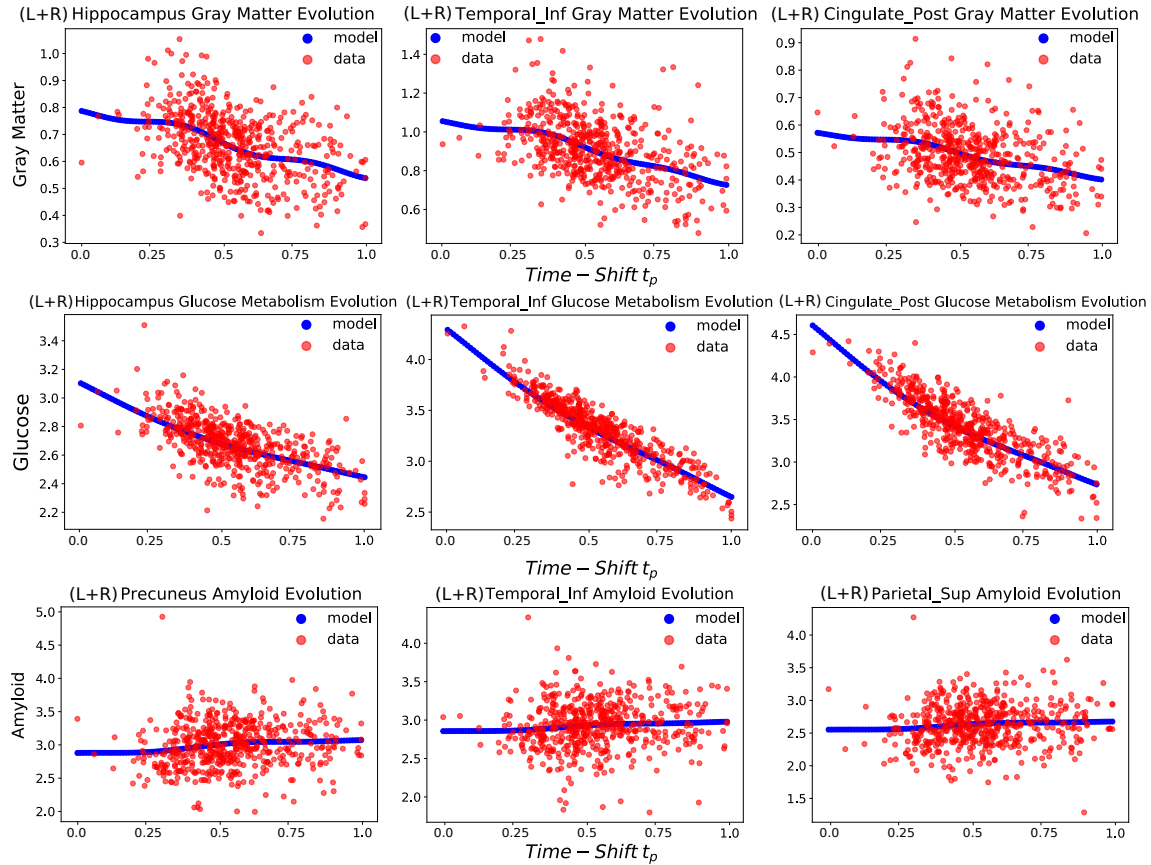 (L+R) Hippocampus Gray Matter Evolution
(L+R) Temporal_Inf Gray Matter Evolution
(L+R) Cingulate_Post Gray Matter Evolution
Gray Matter
model
data
1.1
1.0
0.9
0.8
0.7
0.6
0.5
0.4
0.3
0.0 0.25 0.5 0.75 1.0
model
data
1.4
1.2
1.0
0.8
0.6
0.0 0.25 0.5 0.75 1.0
Time − Shift tp
model
data
0.9
0.8
0.7
0.6
0.5
0.4
0.3
0.2
0.0 0.25 0.5 0.75 1.0
(L+R) Hippocampus Glucose Metabolism Evolution
(L+R) Temporal_Inf Glucose Metabolism Evolution
(L+R) Cingulate_Post Glucose Metabolism Evolution
Glucose
model
data
3.4
3.2
3.0
2.8
2.6
2.4
2.2
0.0 0.25 0.5 0.75 1.0
model
data
4.0
3.5
3.0
2.5
0.0 0.25 0.5 0.75 1.0
Time − Shift tp
model
data
4.5
4.0
3.5
3.0
2.5
0.0 0.25 0.5 0.75 1.0
(L+R) Precuneus Amyloid Evolution
(L+R) Temporal_Inf Amyloid Evolution
(L+R) Parietal_Sup Amyloid Evolution
Amyloid
model
data
5.0
4.5
4.0
3.5
3.0
2.5
2.0
0.0 0.25 0.5 0.75 1.0
model
data
4.0
3.5
3.0
2.5
2.0
0.0 0.25 0.5 0.75 1.0
Time − Shift tp
model
data
4.5
4.0
3.5
3.0
2.5
2.0
1.5
0.0 0.25 0.5 0.75 1.0